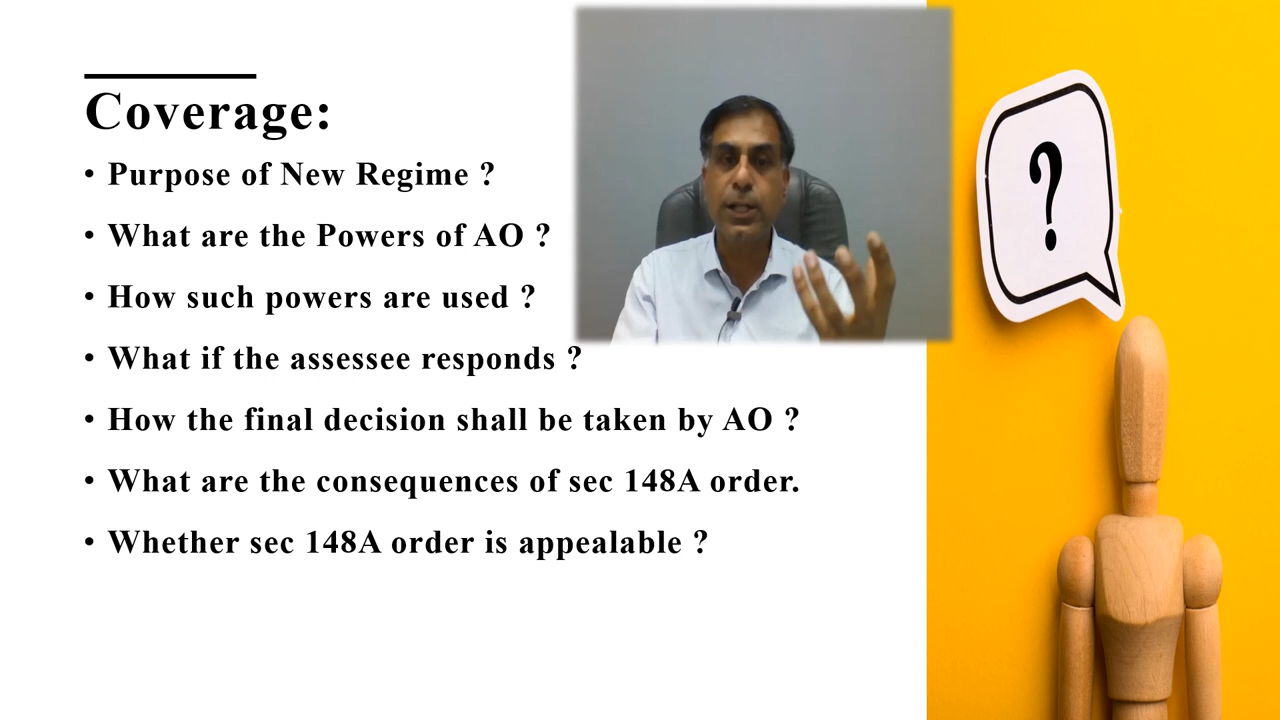 Coverage:
• Purpose of New Regime ?
• What are the Powers of AO ?
• How such powers are used ?
• What if the assessee responds ?
• How the final decision shall be taken by AO ?
• What are the consequences of sec 148A order.
• Whether sec 148A order is appealable ?
?